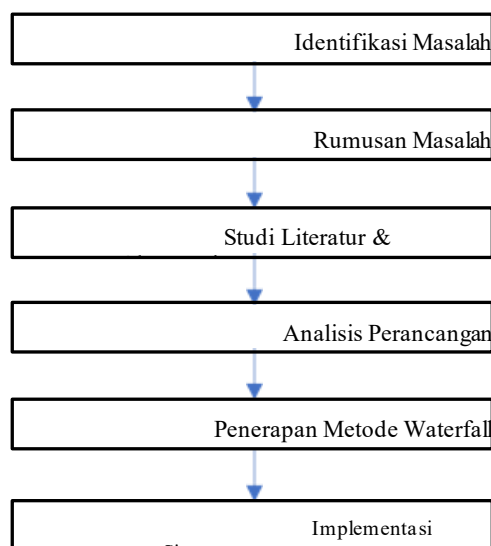 Identifikasi Masalah
Rumusan Masalah
Studi Literatur &
Analisis Perancangan
Penerapan Metode Waterfall
Implementasi